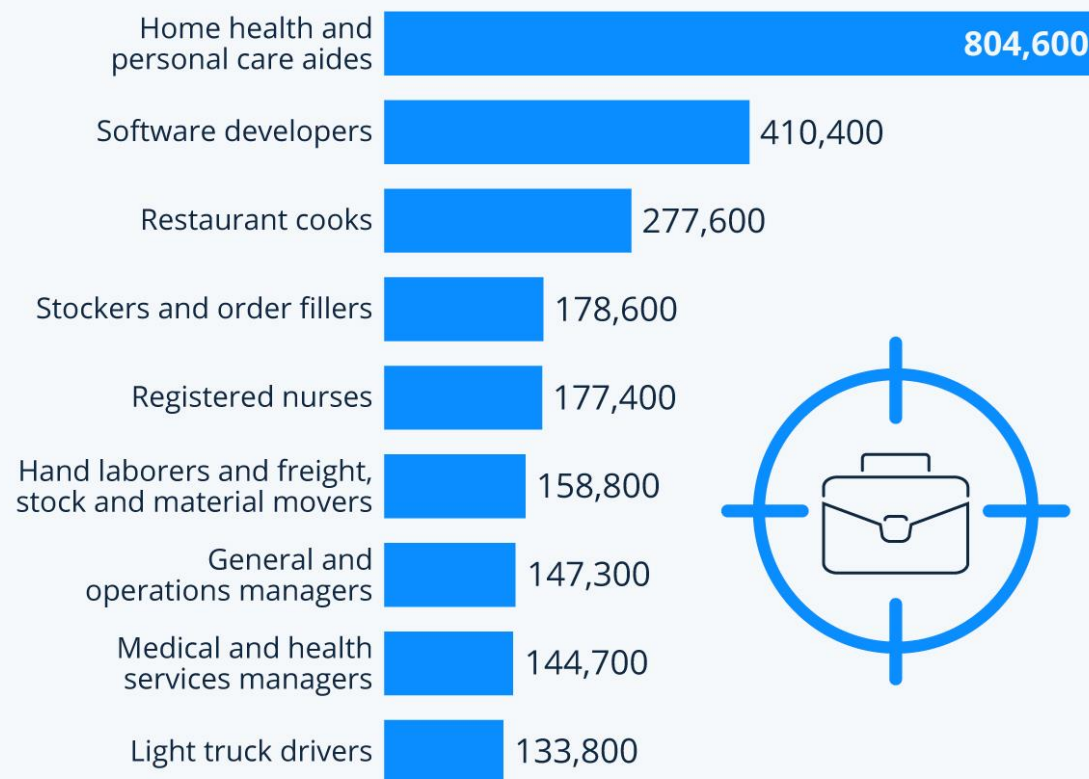 Home health and
personal care aides
804,600
Software developers
410,400
Restaurant cooks
277,600
Stockers and order fillers
178,600
Registered nurses
177,400
Hand laborers and freight,
stock and material movers
158,800
General and
operations managers
147,300
Medical and health
services managers
144,700
Light truck drivers
133,800